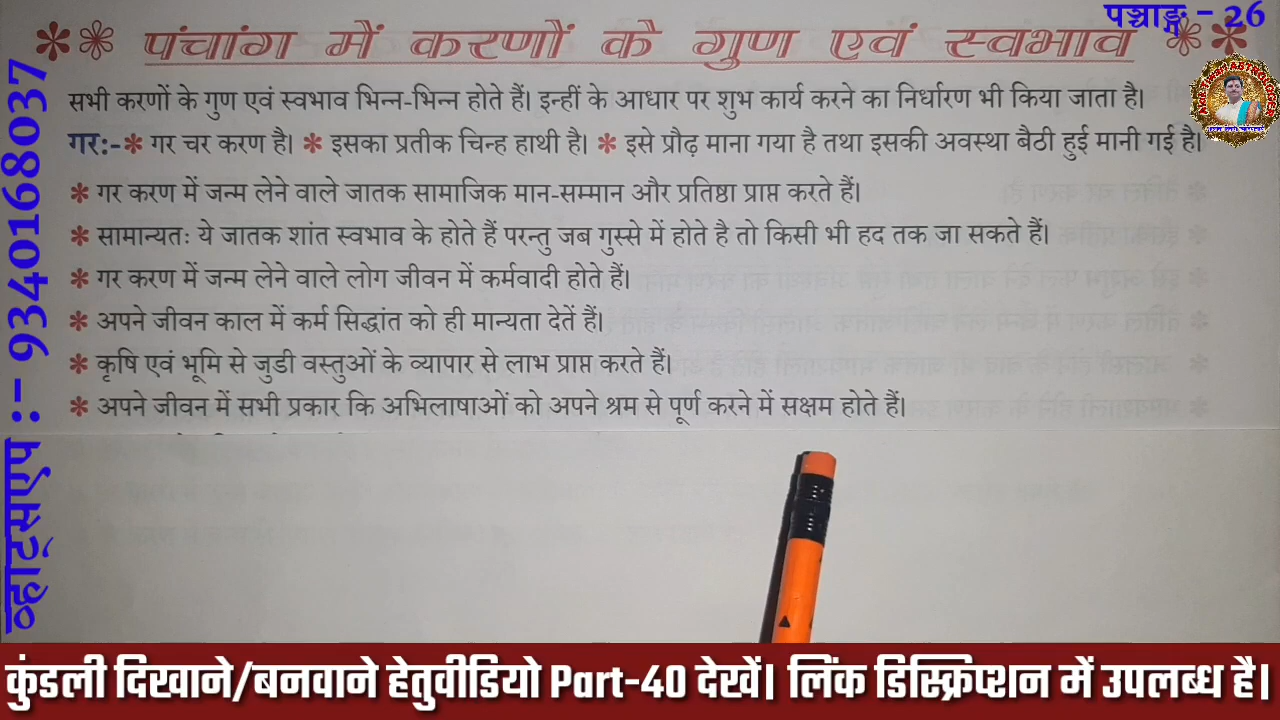 पञ्चाङ्ग - 26
पंचांग में करणों के गुण एवं स्वभाव
सभी करणों के गुण एवं स्वभाव भिन्न-भिन्न होते हैं। इन्हीं के आधार पर शुभ कार्य करने का निर्धारण भी किया जाता है।
गर:-✽ गर चर करण है। ✽ इसका प्रतीक चिन्ह हाथी है। ✽ इसे प्रौढ़ माना गया है तथा इसकी अवस्था बैठी हुई मानी गई है।
✽ गर करण में जन्म लेने वाले जातक सामाजिक मान-सम्मान और प्रतिष्ठा प्राप्त करते हैं।
✽ सामान्यतः ये जातक शांत स्वभाव के होते हैं परन्तु जब गुस्से में होते है तो किसी भी हद तक जा सकते हैं।
✽ गर करण में जन्म लेने वाले लोग जीवन में कर्मवादी होते हैं।
✽ अपने जीवन काल में कर्म सिद्धांत को ही मान्यता देतें हैं।
✽ कृषि एवं भूमि से जुडी वस्तुओं के व्यापार से लाभ प्राप्त करते हैं।
✽ अपने जीवन में सभी प्रकार कि अभिलाषाओं को अपने श्रम से पूर्ण करने में सक्षम होते हैं।
व्हाट्सएप :- 9340168037
कुंडली दिखाने/बनवाने हेतुवीडियो Part-40 देखें। लिंक डिस्क्रिप्शन में उपलब्ध है।